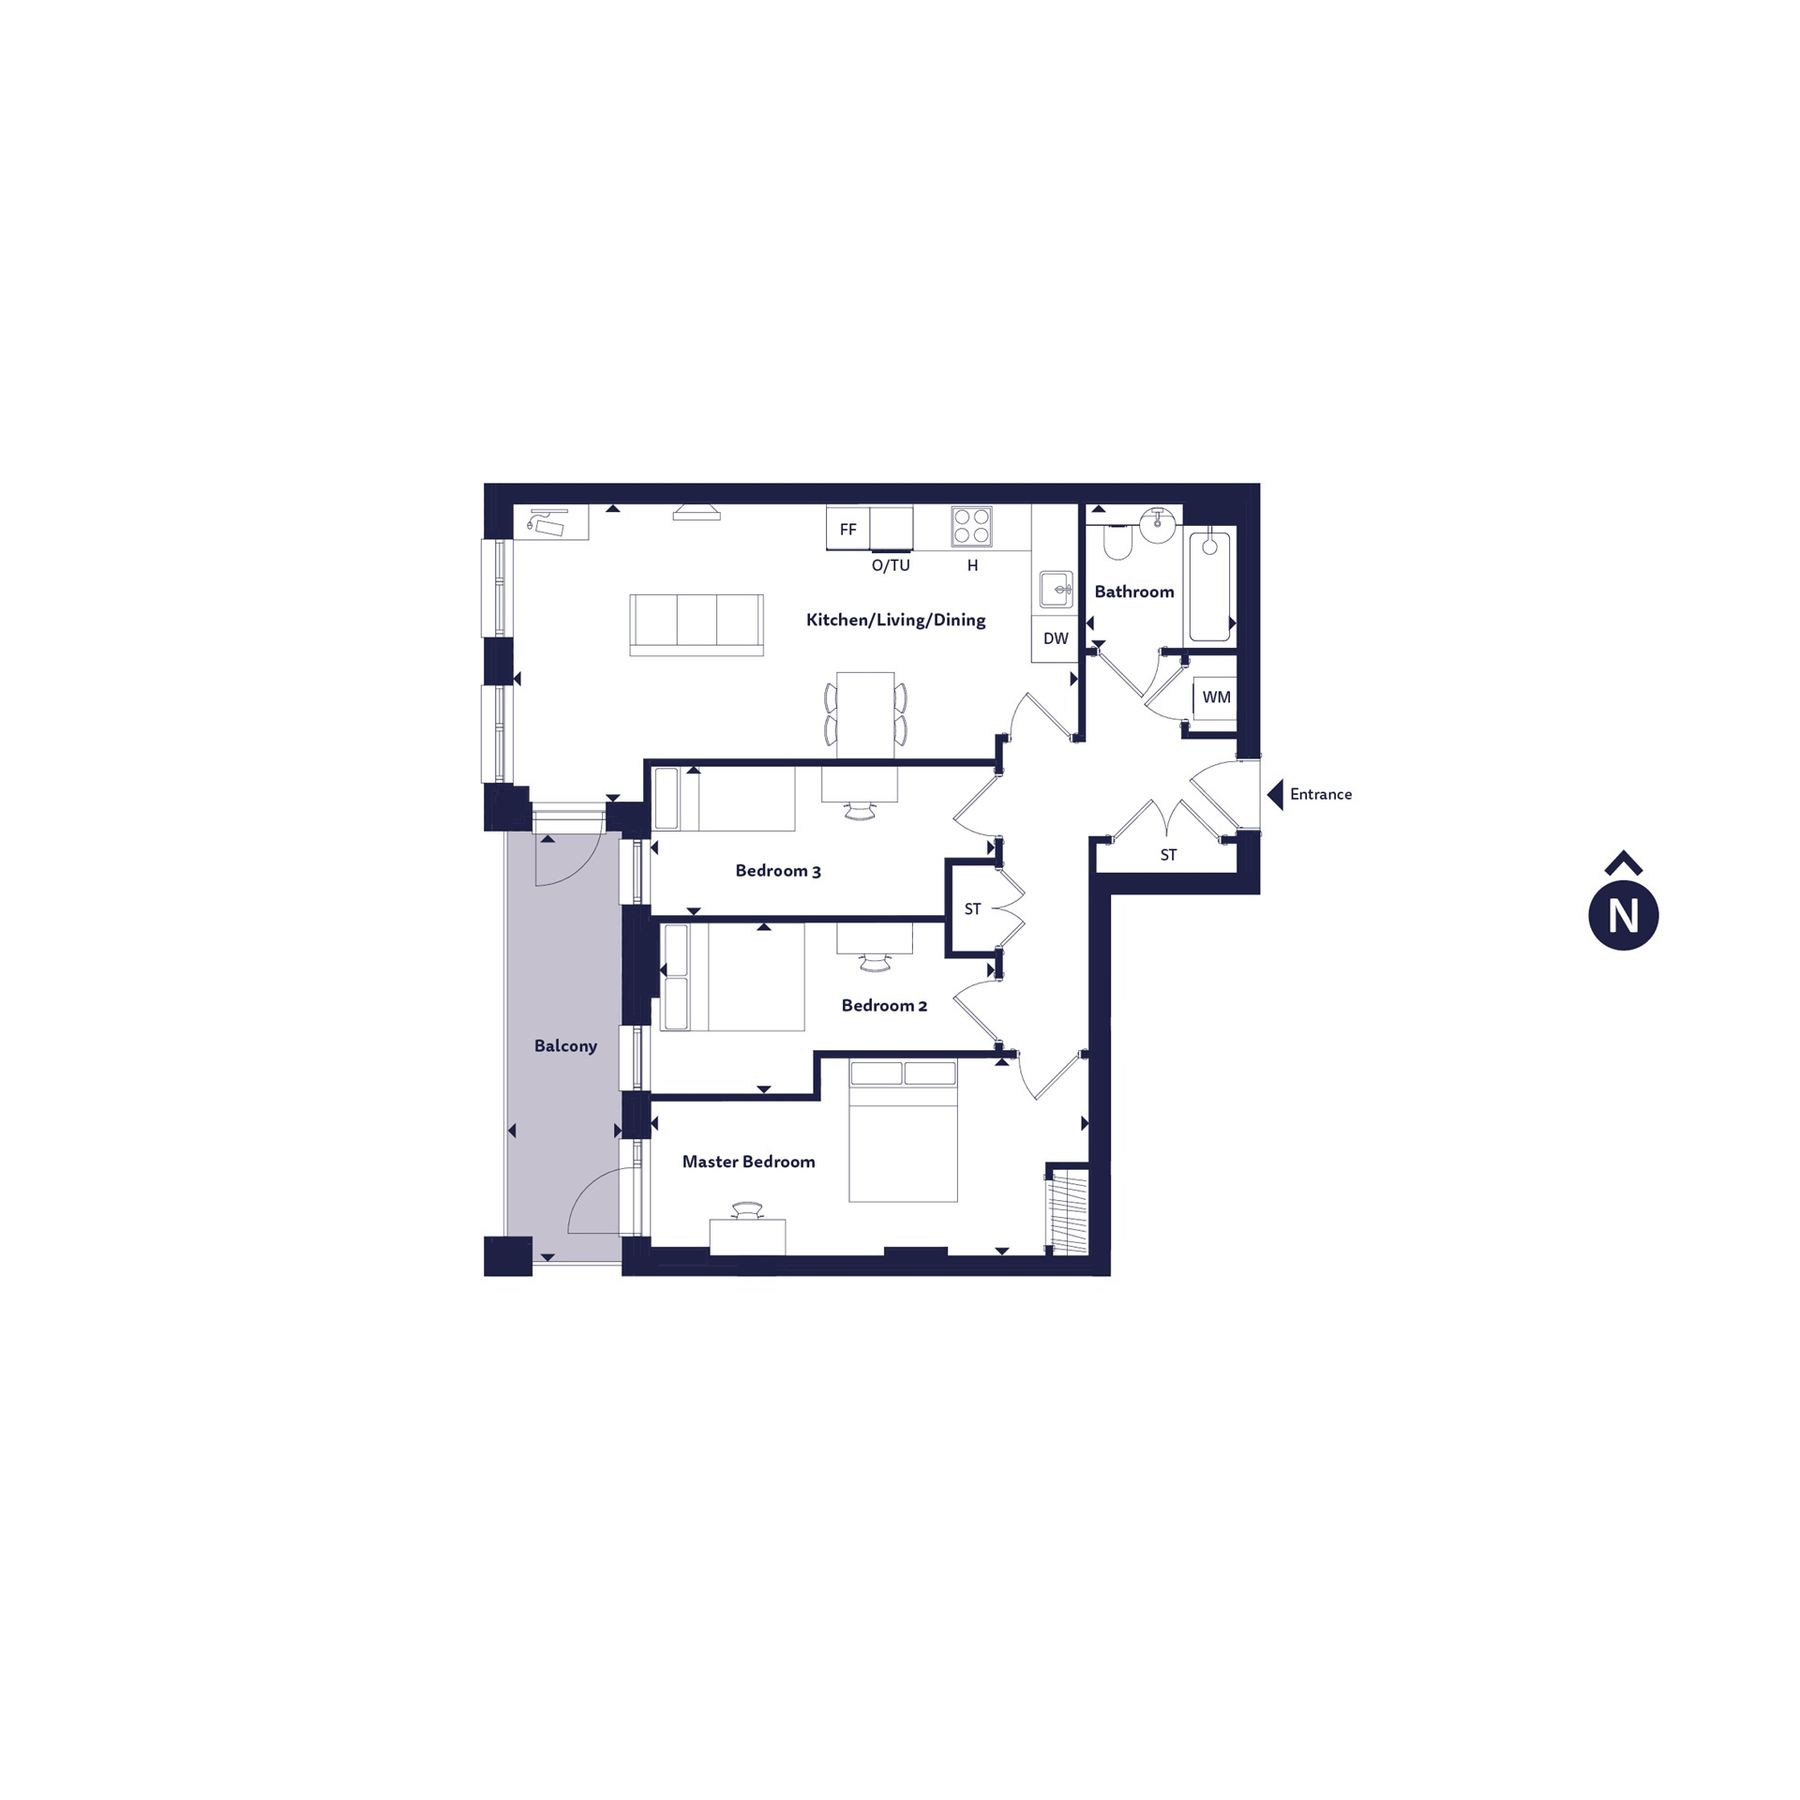 FF
O/TU
H
Kitchen/Living/Dining
Bathroom
DW
WM
Entrance
ST
Bedroom 3
ST
N
Bedroom 2
Balcony
Master Bedroom